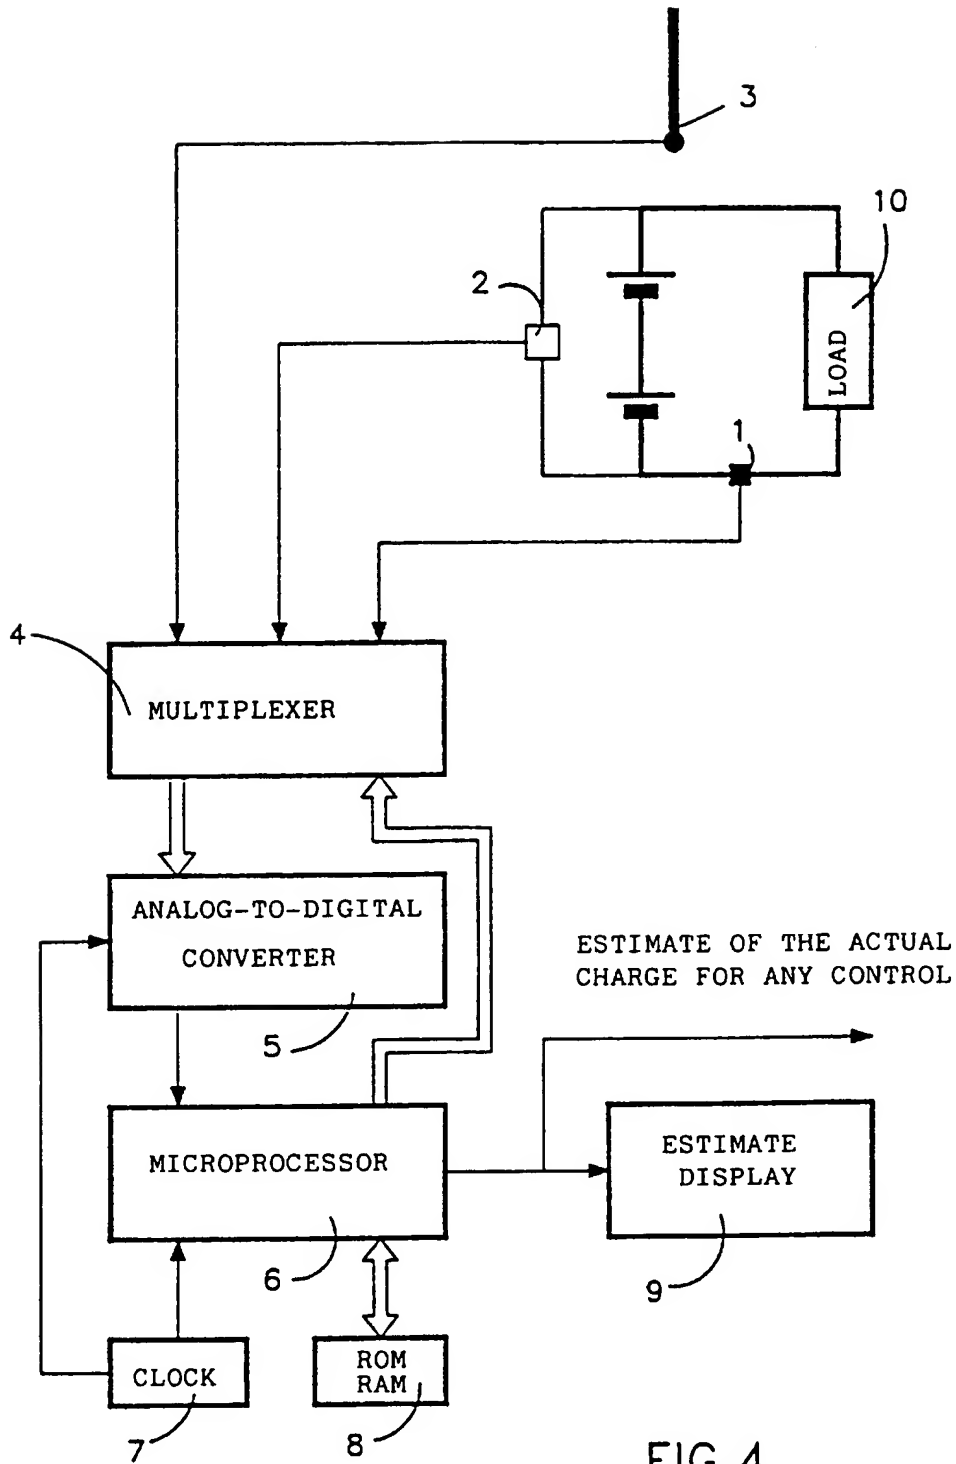 3
10
2
LOAD
1
4
MULTIPLEXER
ANALOG-TO-DIGITAL
CONVERTER
5
ESTIMATE OF THE ACTUAL
CHARGE FOR ANY CONTROL
MICROPROCESSOR
6
ESTIMATE
DISPLAY
9
CLOCK
7
ROM
RAM
8
FIG. 4